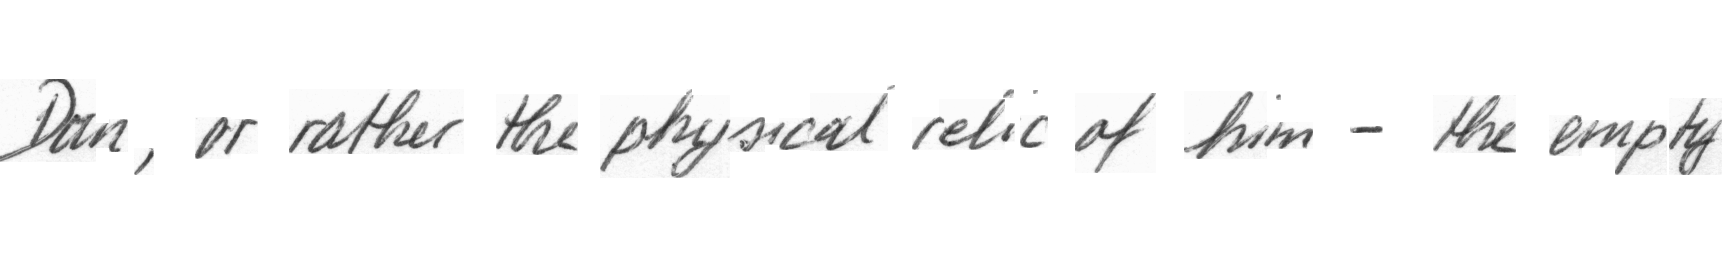 Dan, or rather the physical relic of him - the empty